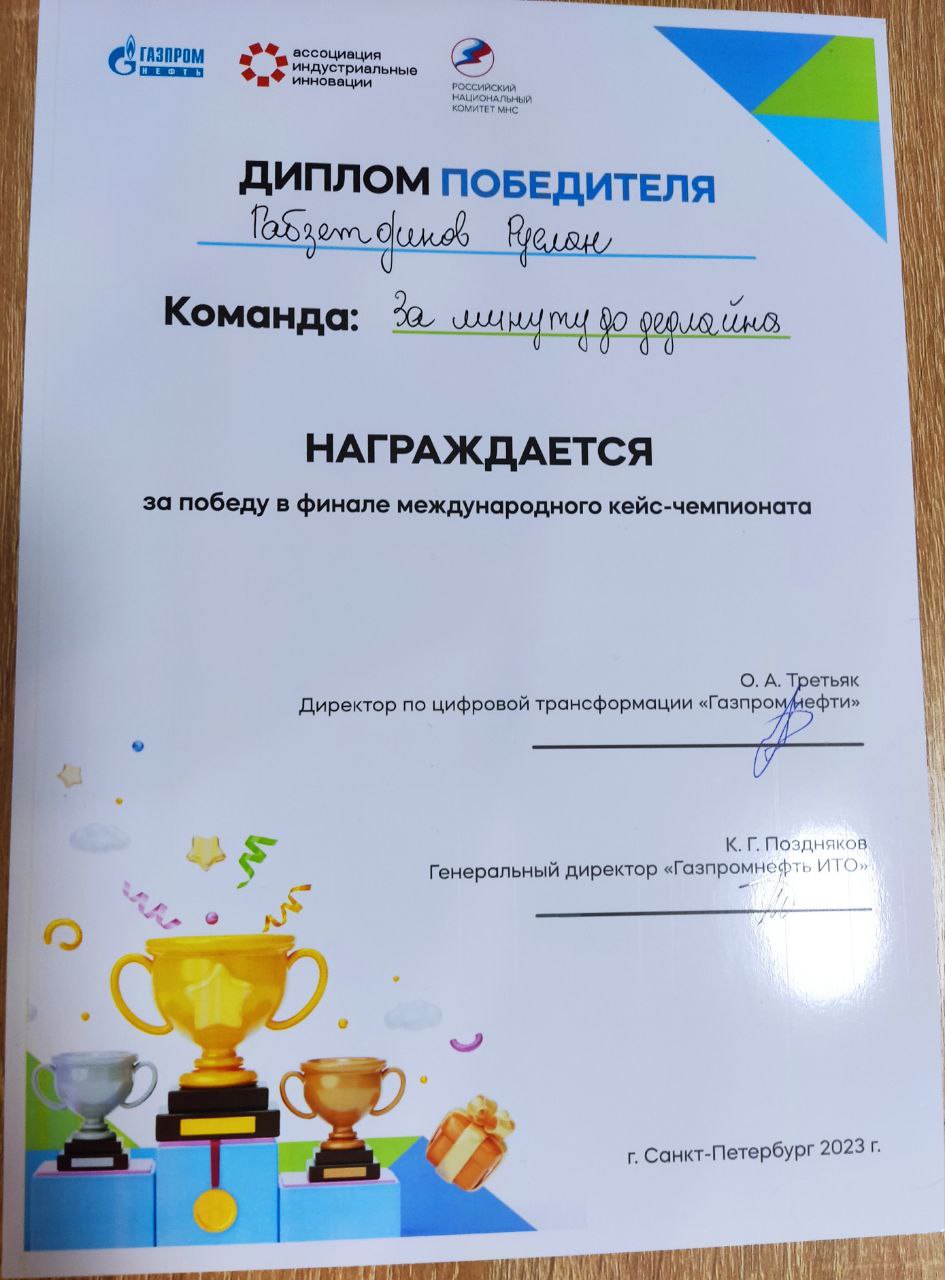 ГАЗПРОМ
НЕФТЬ
ассоциация
индустриальные
инновации
РОССИЙСКИЙ
НАЦИОНАЛЬНЫЙ
КОМИТЕТ МНС
ДИПЛОМ ПОБЕДИТЕЛЯ
Габзетдинов Руслан
Команда: За минуту до дедлайна
НАГРАЖДАЕТСЯ
за победу в финале международного кейс-чемпионата
О. А. Третьяк
Директор по цифровой трансформации «Газпром нефти»
К. Г. Поздняков
Генеральный директор «Газпромнефть ИТО»
г. Санкт-Петербург 2023 г.